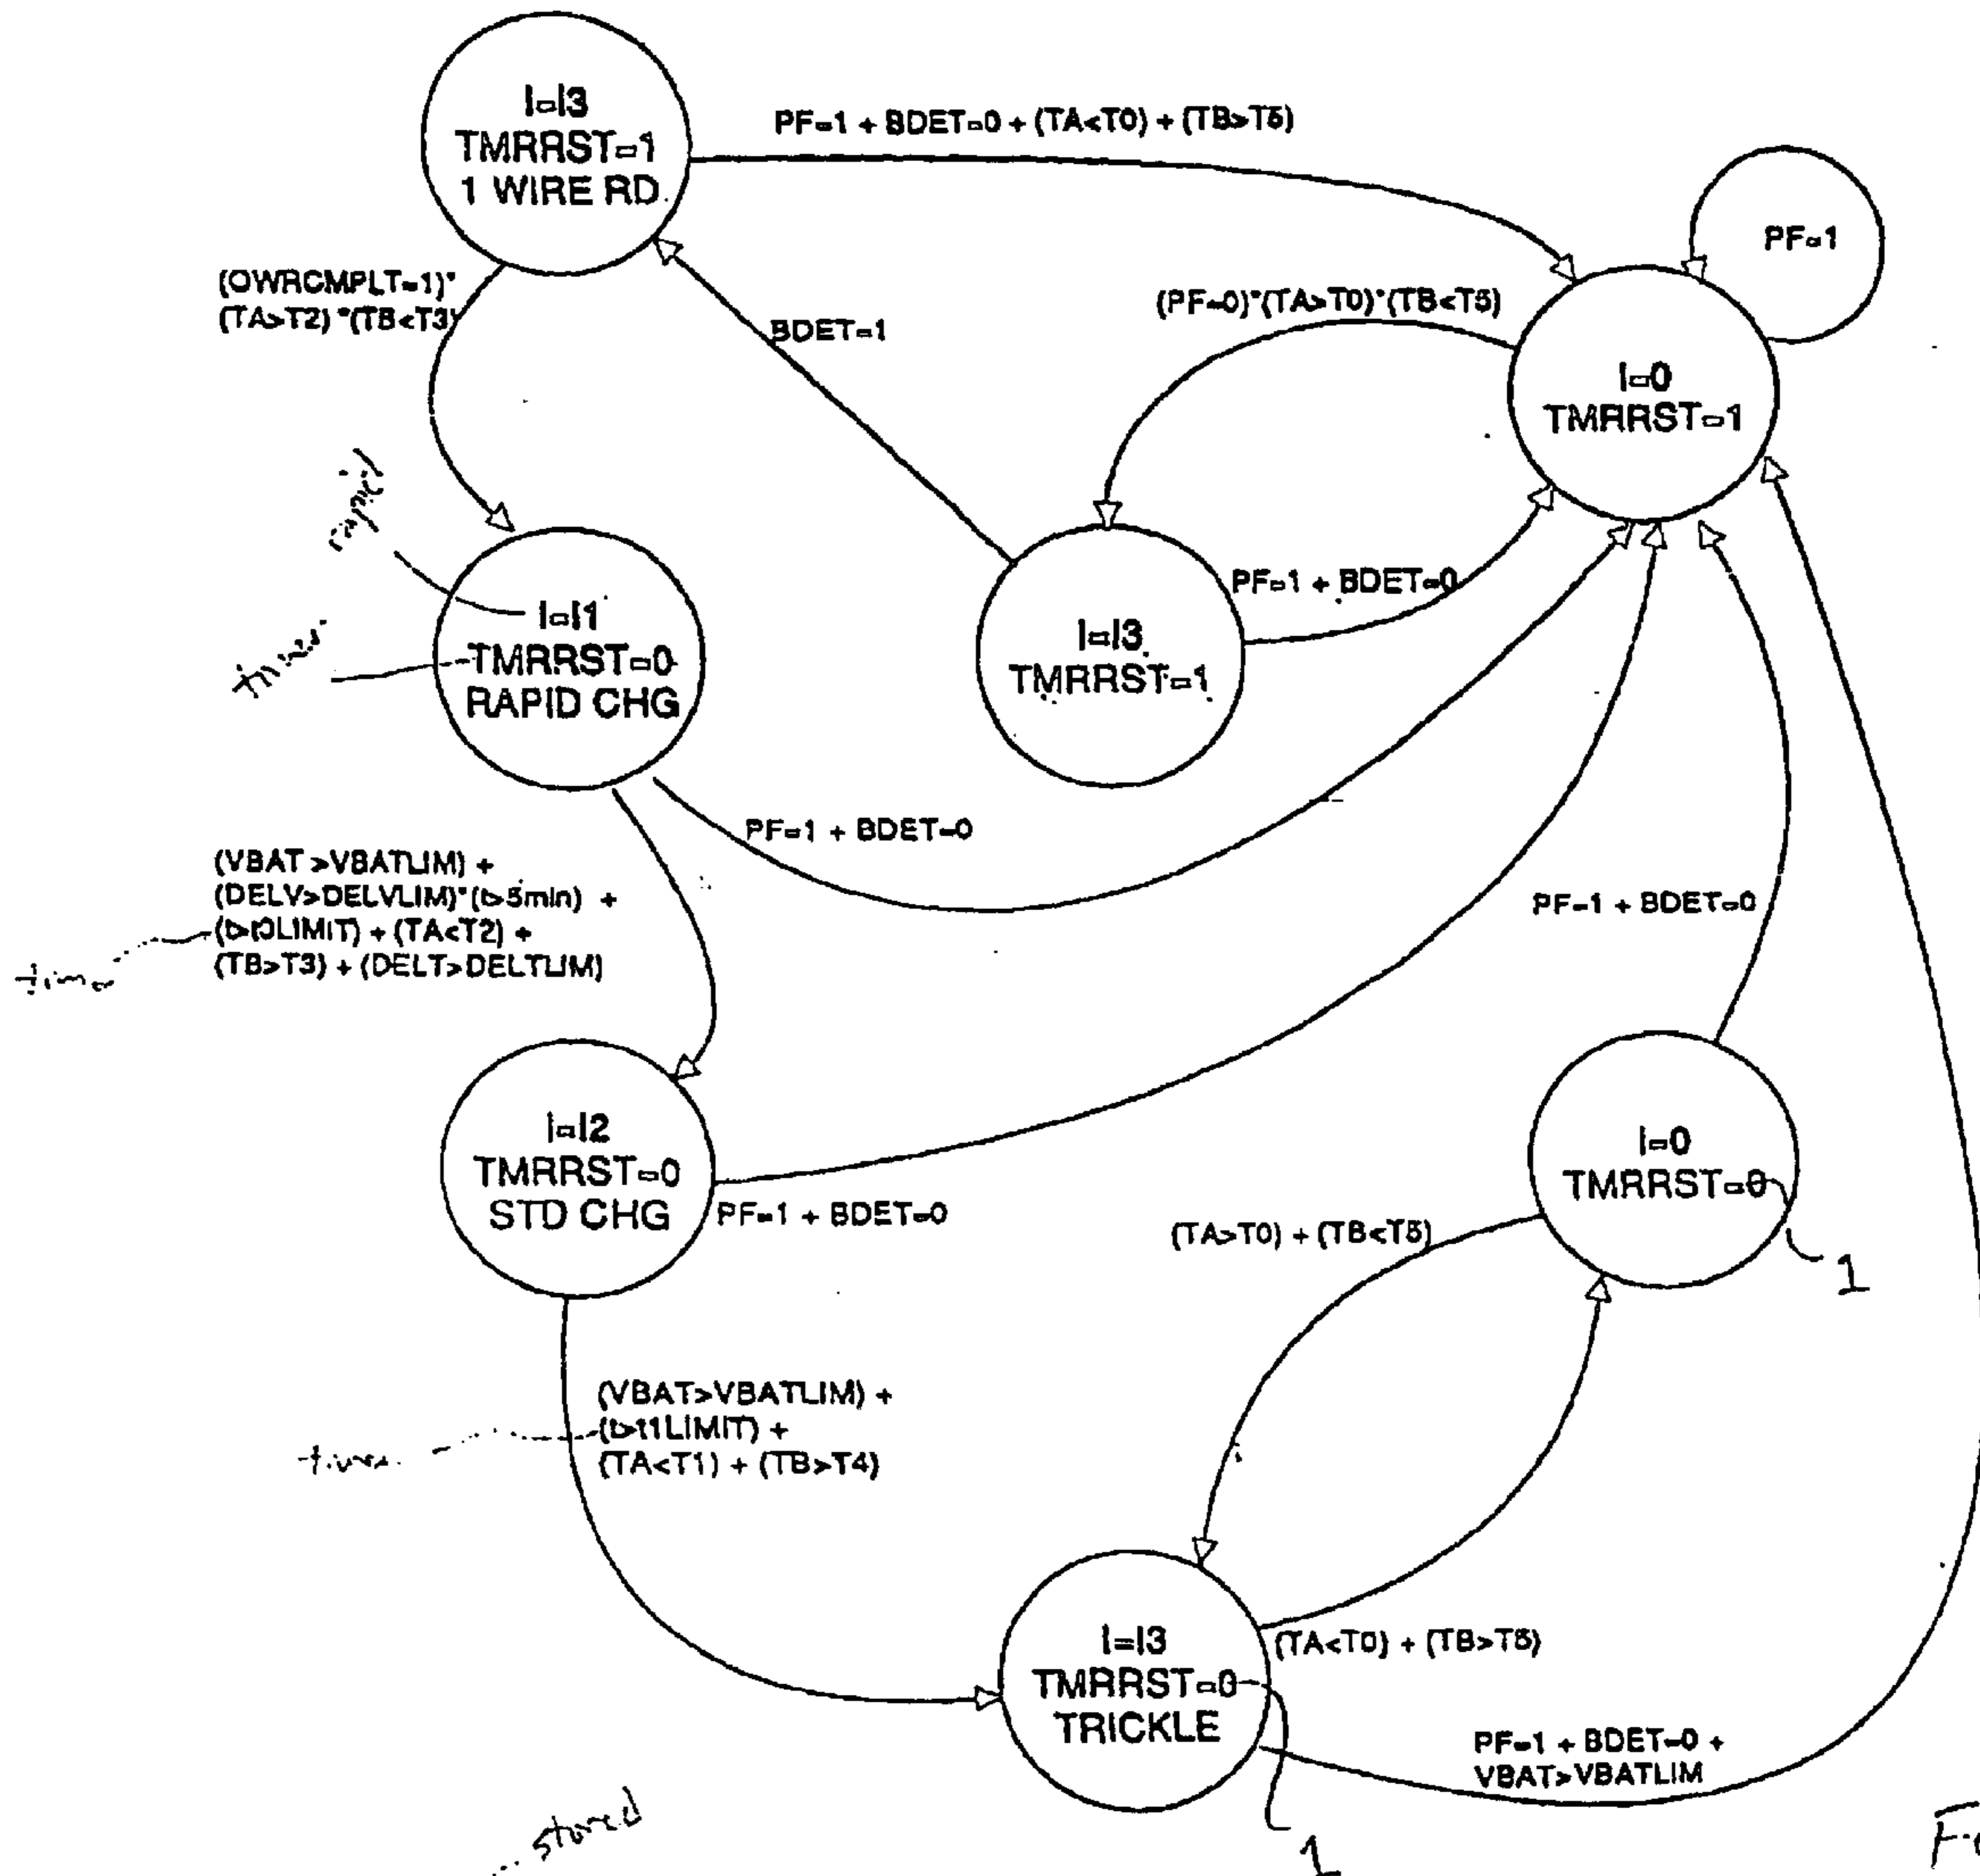 I=I3
TMRRST=1
1 WIRE RD
PF=1 + BDET=0 + (TA<T0) + (TB>T5)
PF=1
(OWRCMPLT=1)*
(TA>T2) *(TB<T3)
BDET=1
(PF=0)*(TA>T0)*(TB<T5)
I=0
TMRRST=1
rapid
timer
I=I1
TMRRST=0
RAPID CHG
I=I3
TMRRST=1
PF=1 + BDET=0
PF=1 + BDET=0
(VBAT >VBATLIM) +
(DELV>DELVLIM)*(t>5min) +
(t>t0LIMIT) + (TA<T2) +
(TB>T3) + (DELT>DELTLIM)
timer
PF=1 + BDET=0
I=I2
TMRRST=0
STD CHG
PF=1 + BDET=0
I=0
TMRRST=0
1
(TA>T0) + (TB<T5)
(VBAT>VBATLIM) +
(t>t1LIMIT) +
(TA<T1) + (TB>T4)
timer
I=I3
TMRRST=0
TRICKLE
1
(TA<T0) + (TB>T5)
PF=1 + BDET=0 +
VBAT>VBATLIM
stored